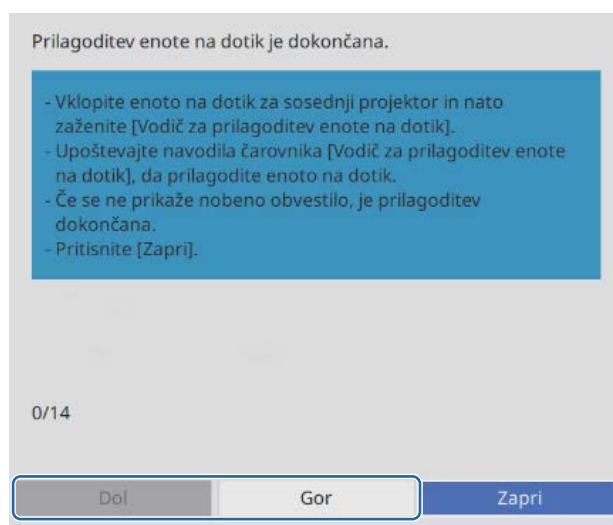 Prilagoditev enote na dotik je dokončana.
- Vklopite enoto na dotik za sosednji projektor in nato
zaženite [Vodič za prilagoditev enote na dotik].
- Upoštevajte navodila čarovnika [Vodič za prilagoditev enote
na dotik], da prilagodite enoto na dotik.
- Če se ne prikaže nobeno obvestilo, je prilagoditev
dokončana.
- Pritisnite [Zapri].
0/14
Dol Gor Zapri